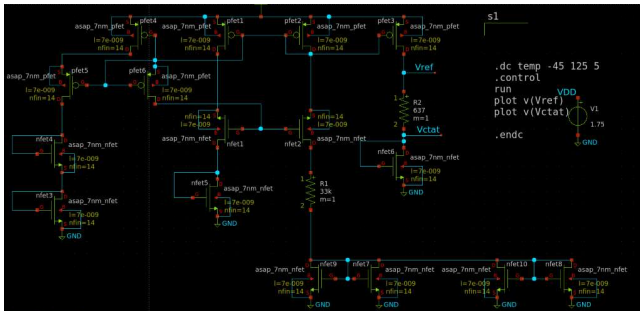 pfet4
pfet1
pfet2
pfet3
s1
asap_7nm_pfet
asap_7nm_pfet
asap_7nm_pfet
asap_7nm_pfet
l=7e-009
nfin=14
l=7e-009
nfin=14
l=7e-009
nfin=14
l=7e-009
nfin=14
asap_7nm_pfet
pfet5
pfet6
asap_7nm_pfet
l=7e-009
nfin=14
l=7e-009
nfin=14
Vref
.dc temp -45 125 5
.control
run
plot v(Vref)
plot v(Vctat)
.endc
VDD
V1
1.75
GND
1
R2
637
m=1
2
Vctat
l=7e-009
nfin=14
l=7e-009
nfin=14
nfet1
nfet2
asap_7nm_nfet
asap_7nm_nfet
nfet4
asap_7nm_nfet
l=7e-009
nfin=14
nfet6
asap_7nm_nfet
l=7e-009
nfin=14
GND
nfet3
asap_7nm_nfet
l=7e-009
nfin=14
GND
nfet5
asap_7nm_nfet
l=7e-009
nfin=14
GND
1
R1
33k
m=1
2
nfet9
nfet7
nfet10
nfet8
asap_7nm_nfet
asap_7nm_nfet
asap_7nm_nfet
asap_7nm_nfet
l=7e-009
nfin=14
l=7e-009
nfin=14
l=7e-009
nfin=14
l=7e-009
nfin=14
GND
GND
GND
GND